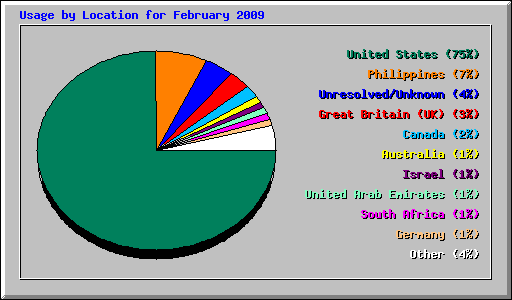 Usage by Location for February 2009
United States (75%)
Philippines (7%)
Unresolved/Unknown (4%)
Great Britain (UK) (3%)
Canada (2%)
Australia (1%)
Israel (1%)
United Arab Emirates (1%)
South Africa (1%)
Germany (1%)
Other (4%)